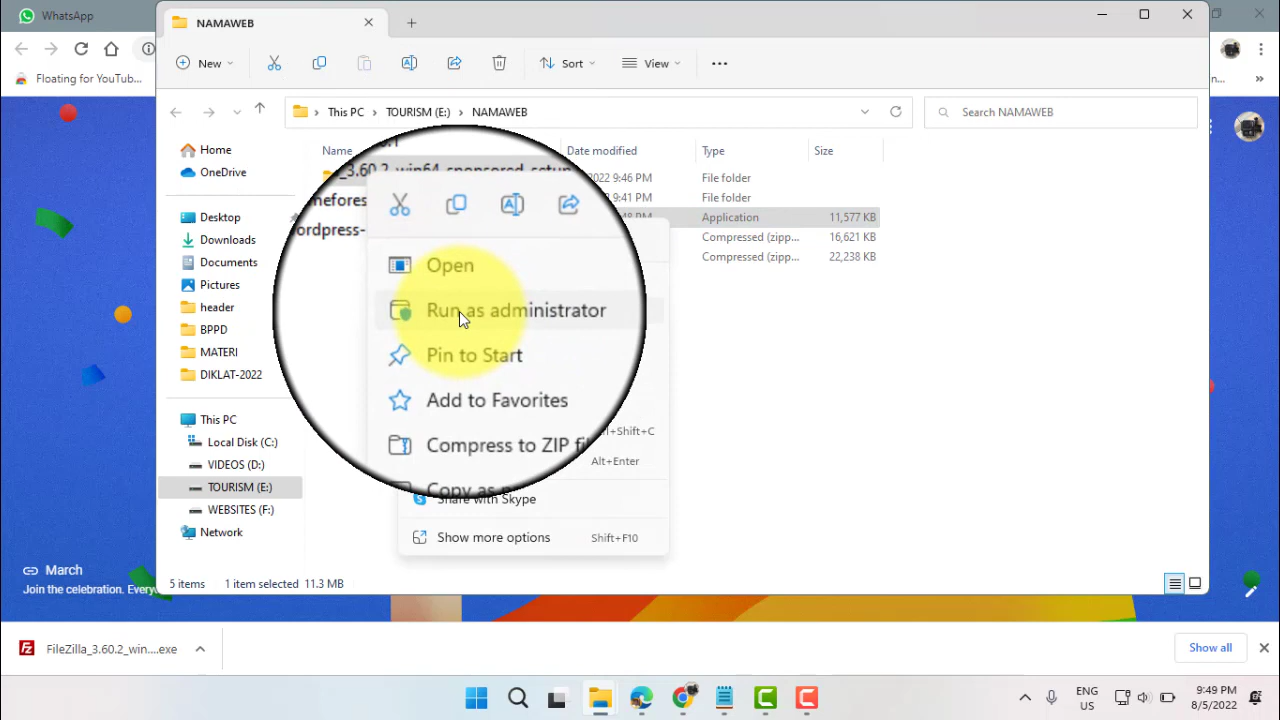 WhatsApp
NAMAWEB
Floating for YouTub...
New
Sort
View
This PC > TOURISM (E:) > NAMAWEB
Search NAMAWEB
Name
Date modified
Type
Size
Home
OneDrive
Desktop
Downloads
Documents
Pictures
header
BPPD
MATERI
DIKLAT-2022
This PC
Local Disk (C:)
VIDEOS (D:)
TOURISM (E:)
WEBSITES (F:)
Network
_3.60.2_win64_sponsored_setup
2022 9:46 PM
File folder
9:41 PM
File folder
Application
11,577 KB
Compressed (zipp...
16,621 KB
Compressed (zipp...
22,238 KB
Open
Run as administrator
Pin to Start
Add to Favorites
Compress to ZIP
Copy as
+Shift+C
Alt+Enter
Share with Skype
Show more options
Shift+F10
March
Join the celebration.
5 items
1 item selected
11.3 MB
FileZilla_3.60.2_win....exe
Show all
ENG
US
9:49 PM
8/5/2022